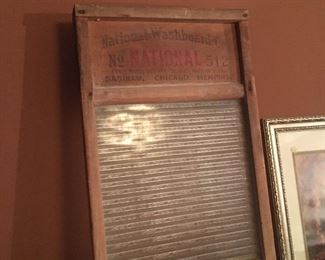 National Washboard Co.
No. NATIONAL 512
SAGINAW, CHICAGO, MEMPHIS